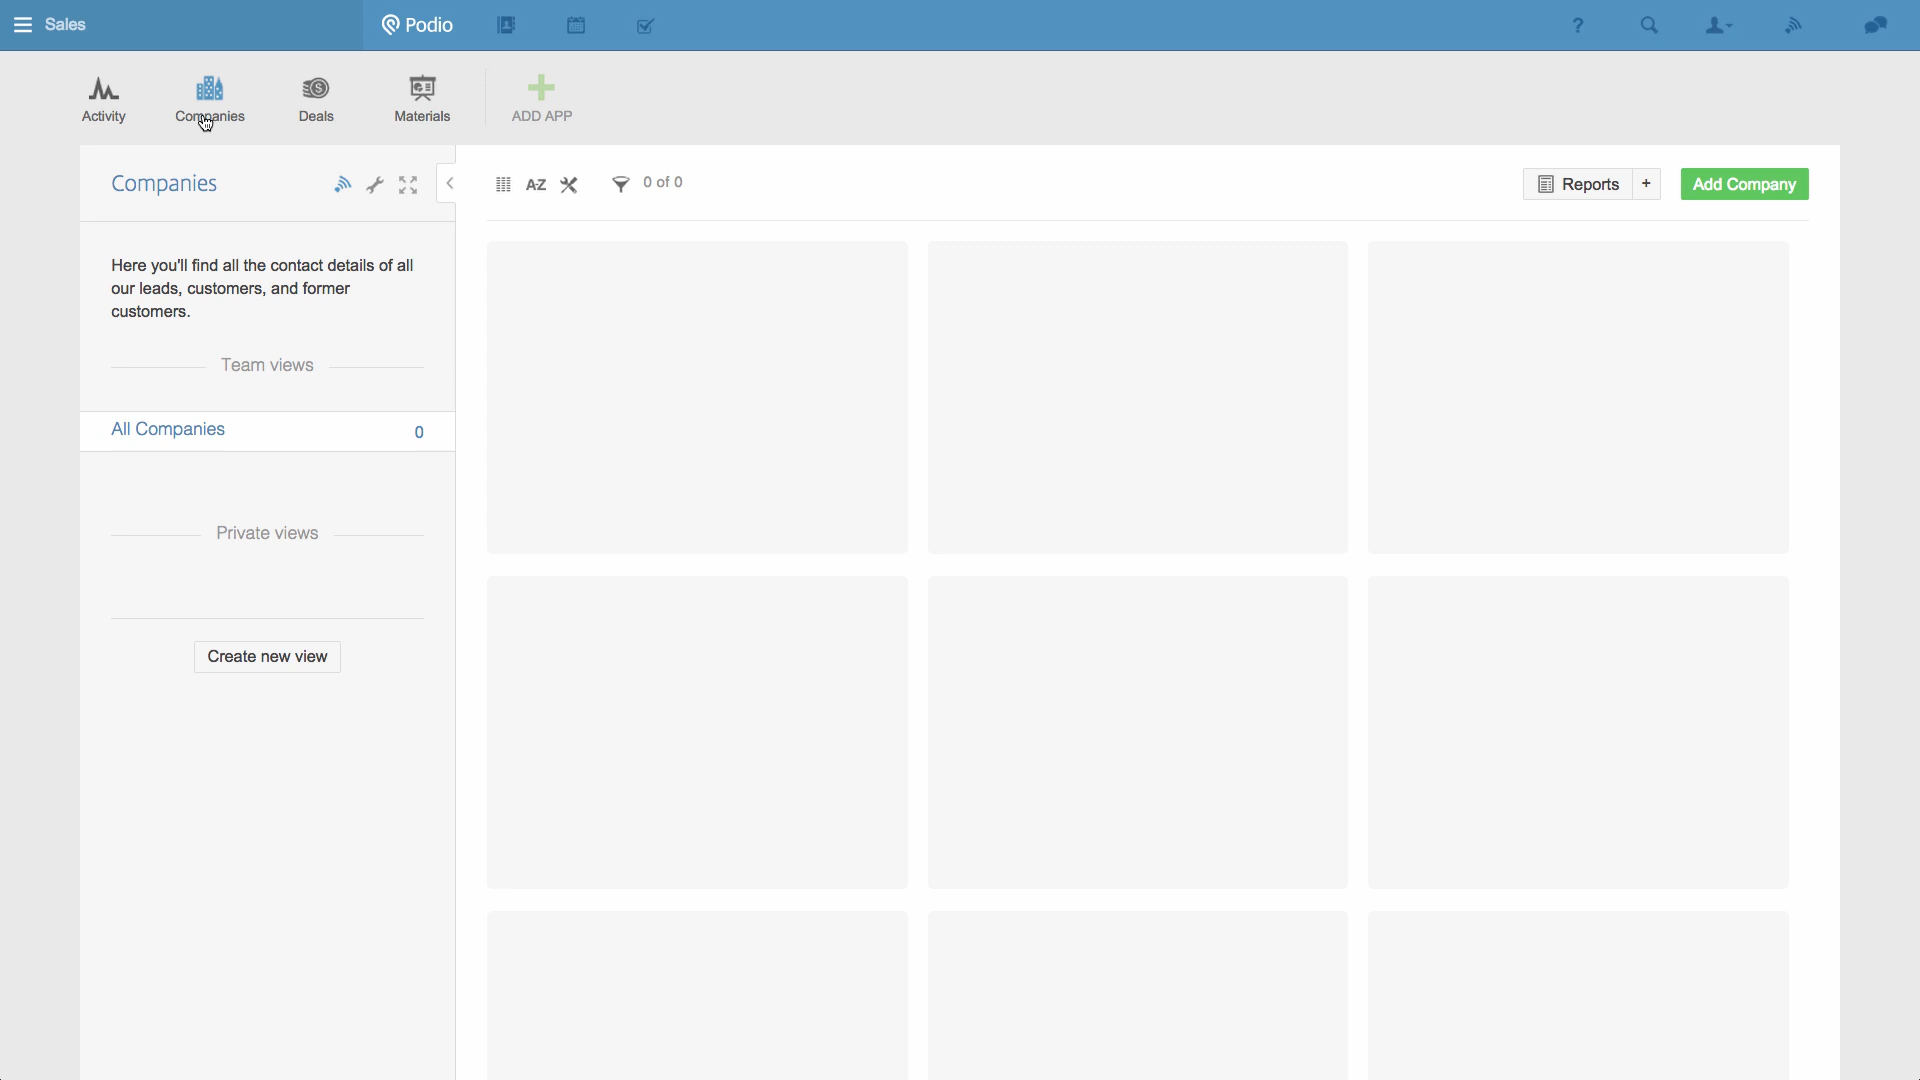 Sales
Podio
?
Activity
Companies
Deals
Materials
ADD APP
Companies
A-Z
0 of 0
Reports
+
Add Company
Here you'll find all the contact details of all
our leads, customers, and former
customers.
Team views
All Companies
0
Private views
Create new view